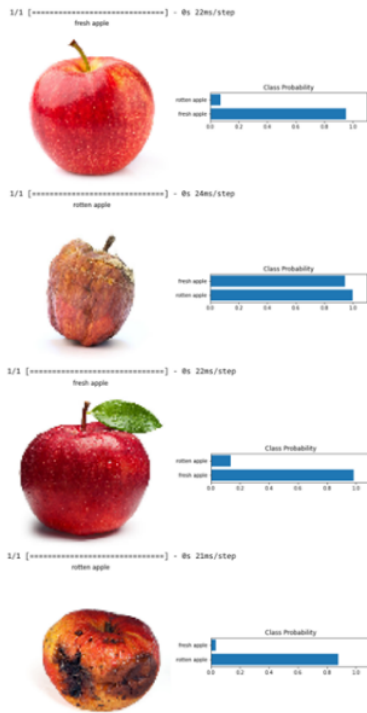 1/1 [==============================] - 0s 22ms/step
fresh apple
Class Probability
rotten apple
fresh apple
0.0 0.2 0.4 0.6 0.8 1.0
1/1 [==============================] - 0s 24ms/step
rotten apple
Class Probability
fresh apple
rotten apple
0.0 0.2 0.4 0.6 0.8 1.0
1/1 [==============================] - 0s 22ms/step
fresh apple
Class Probability
rotten apple
fresh apple
0.0 0.2 0.4 0.6 0.8 1.0
1/1 [==============================] - 0s 21ms/step
rotten apple
Class Probability
fresh apple
rotten apple
0.0 0.2 0.4 0.6 0.8 1.0